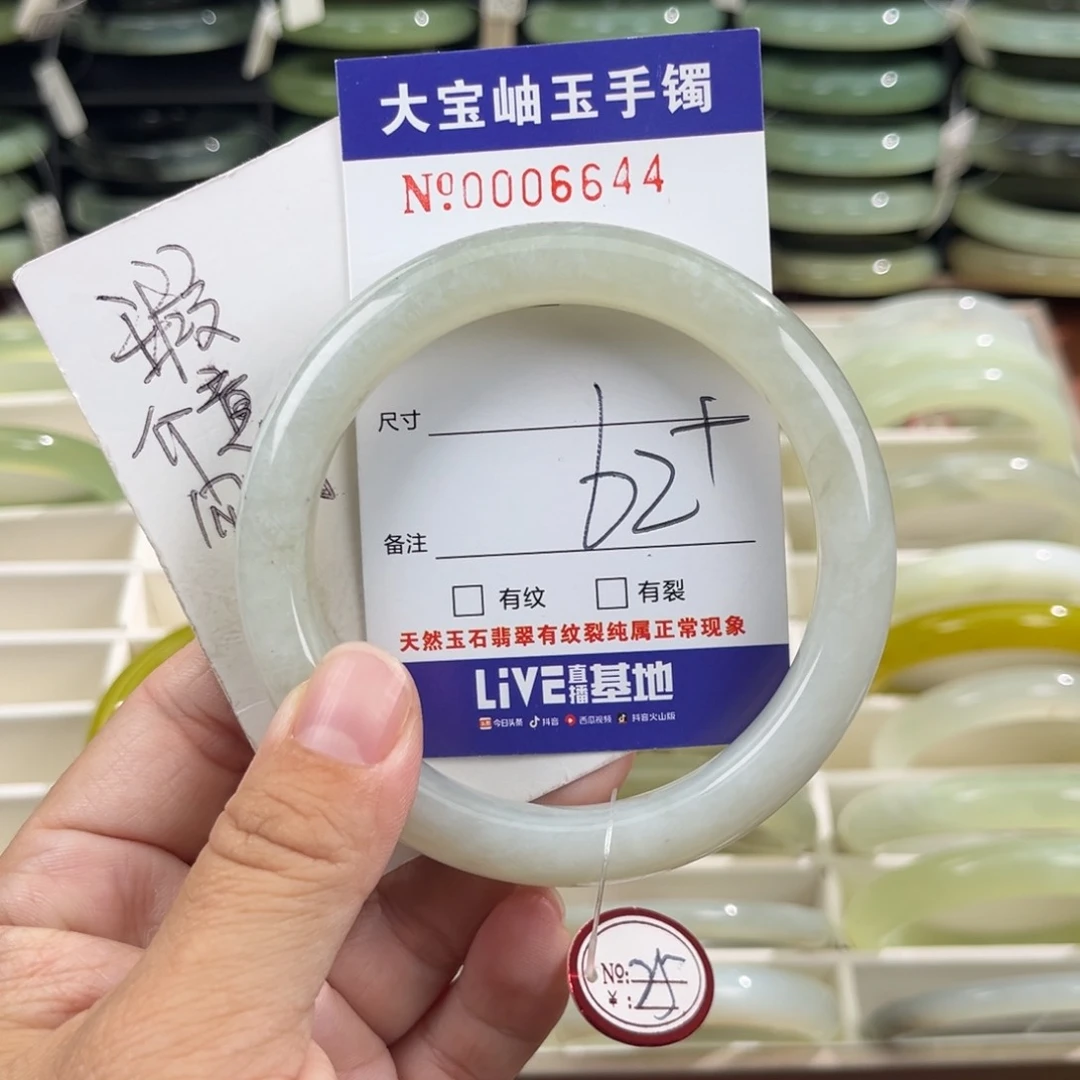 大宝岫玉手镯
№0006644
尺寸
62+
备注
□ 有纹 □ 有裂
天然玉石翡翠有纹裂纯属正常现象
LiVE直播基地
今日头条 抖音 西瓜视频 抖音火山版
No:
¥: